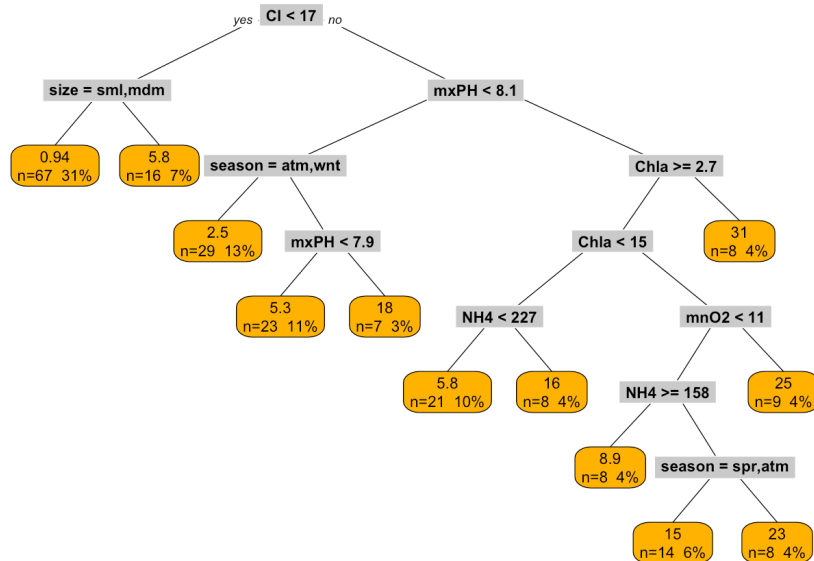 yes Cl < 17 no
size = sml,mdm
mxPH < 8.1
0.94
n=67 31%
5.8
n=16 7%
season = atm,wnt
Chla >= 2.7
2.5
n=29 13%
mxPH < 7.9
Chla < 15
31
n=8 4%
5.3
n=23 11%
18
n=7 3%
NH4 < 227
mnO2 < 11
5.8
n=21 10%
16
n=8 4%
NH4 >= 158
25
n=9 4%
8.9
n=8 4%
season = spr,atm
15
n=14 6%
23
n=8 4%